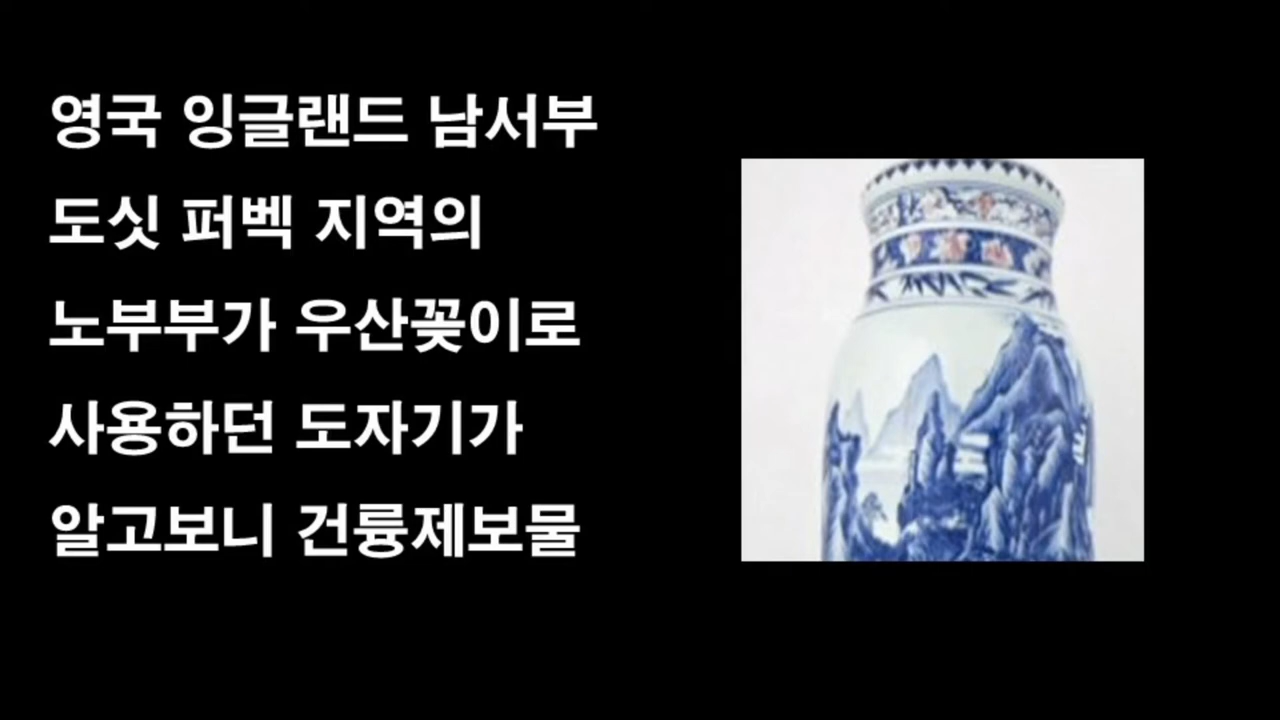 영국 잉글랜드 남서부
도싯 퍼벡 지역의
노부부가 우산꽂이로
사용하던 도자기가
알고보니 건륭제보물